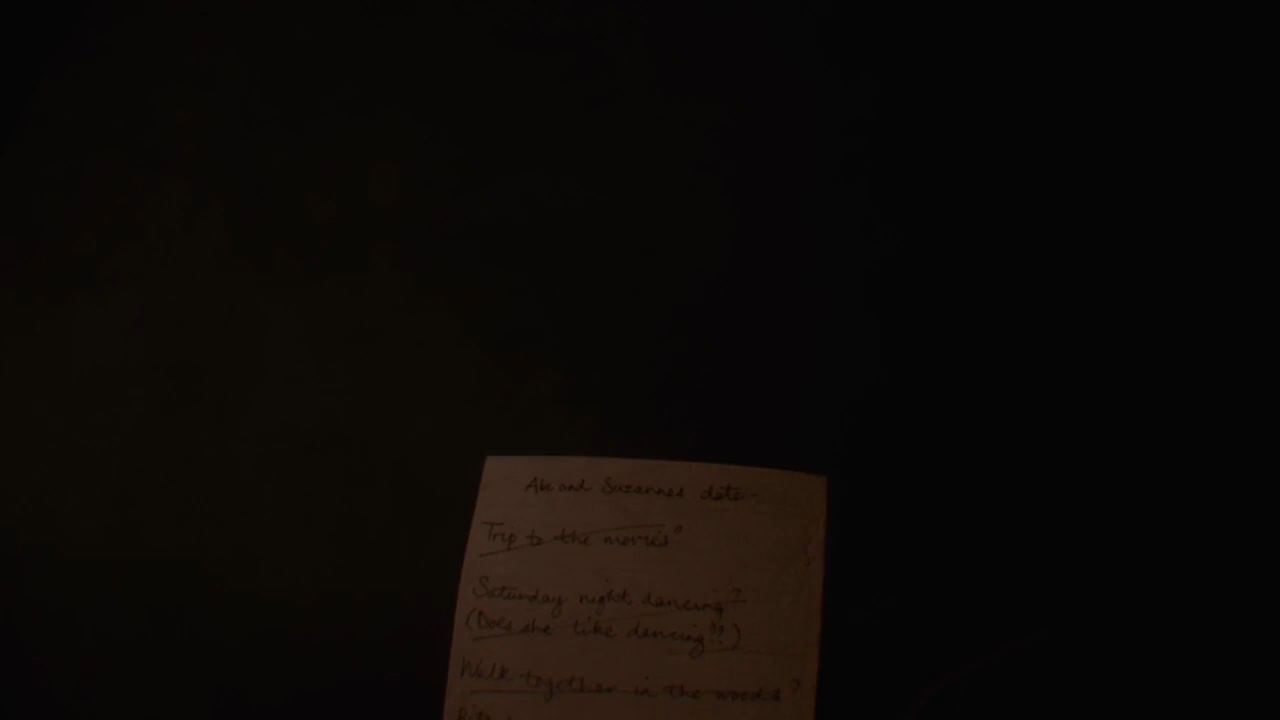 Abe and Suzannes date -
Trip to the movies?
Saturday night dancing?
(Does she like dancing??)
Walk together in the woods?